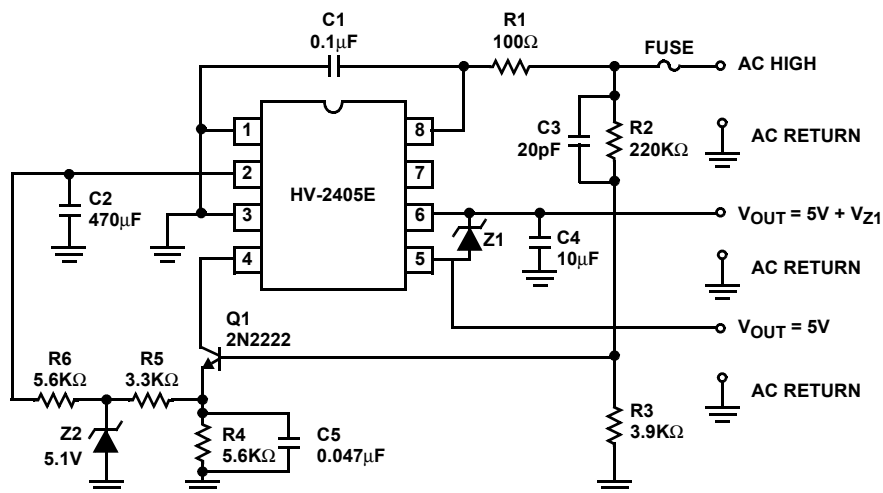 C1
0.1μF
R1
100Ω
FUSE
AC HIGH
1
8
C3
20pF
R2
220KΩ
AC RETURN
2
7
HV-2405E
C2
470μF
3
6
VOUT = 5V + VZ1
Z1
C4
10μF
4
5
AC RETURN
Q1
2N2222
VOUT = 5V
R6
5.6KΩ
R5
3.3KΩ
AC RETURN
Z2
5.1V
R4
5.6KΩ
C5
0.047μF
R3
3.9KΩ